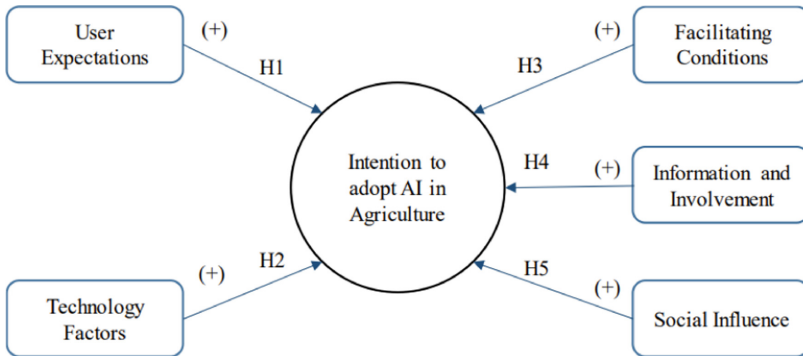 User
Expectations
(+)
H1
(+)
Facilitating
Conditions
H3
Intention to
adopt AI in
Agriculture
H4
(+)
Information and
Involvement
Technology
Factors
(+)
H2
H5
(+)
Social Influence